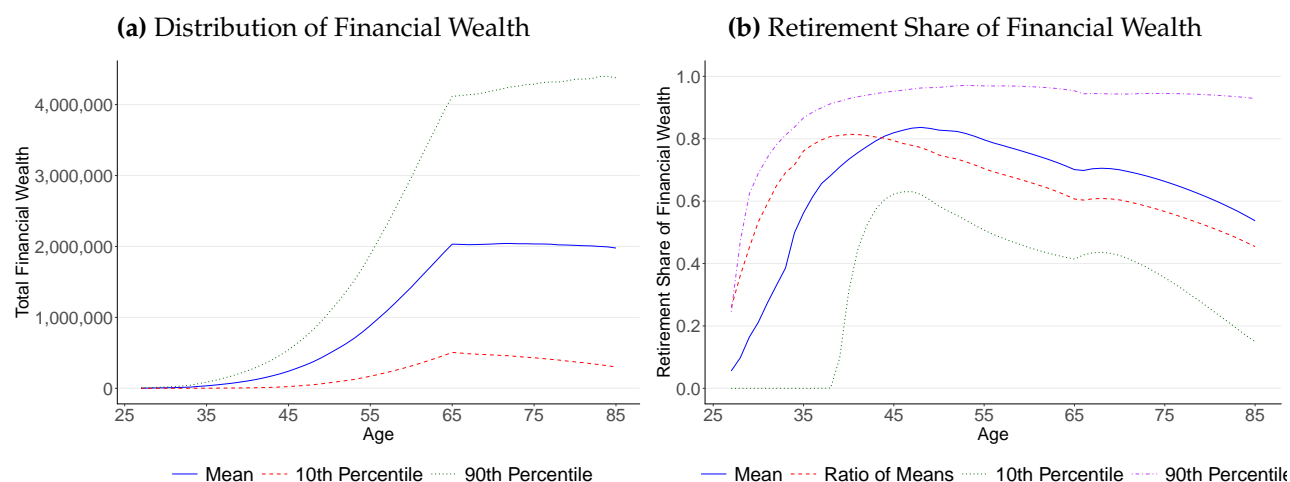 (a) Distribution of Financial Wealth
Total Financial Wealth
4,000,000
3,000,000
2,000,000
1,000,000
0
25 35 45 55 65 75 85
Age
Mean 10th Percentile 90th Percentile
(b) Retirement Share of Financial Wealth
Retirement Share of Financial Wealth
1.0
0.8
0.6
0.4
0.2
0.0
25 35 45 55 65 75 85
Age
Mean Ratio of Means 10th Percentile 90th Percentile